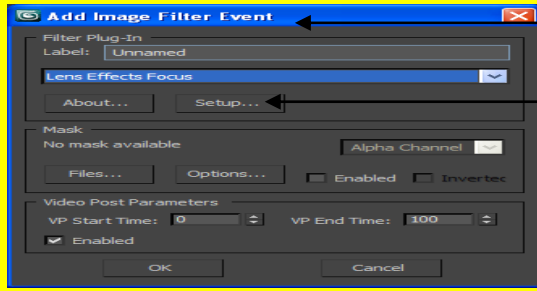 Add Image Filter Event
Filter Plug-In
Label: Unnamed
Lens Effects Focus
About... Setup...
Mask
No mask available Alpha Channel
Files... Options... Enabled Inverted
Video Post Parameters
VP Start Time: 0 VP End Time: 100
Enabled
OK Cancel